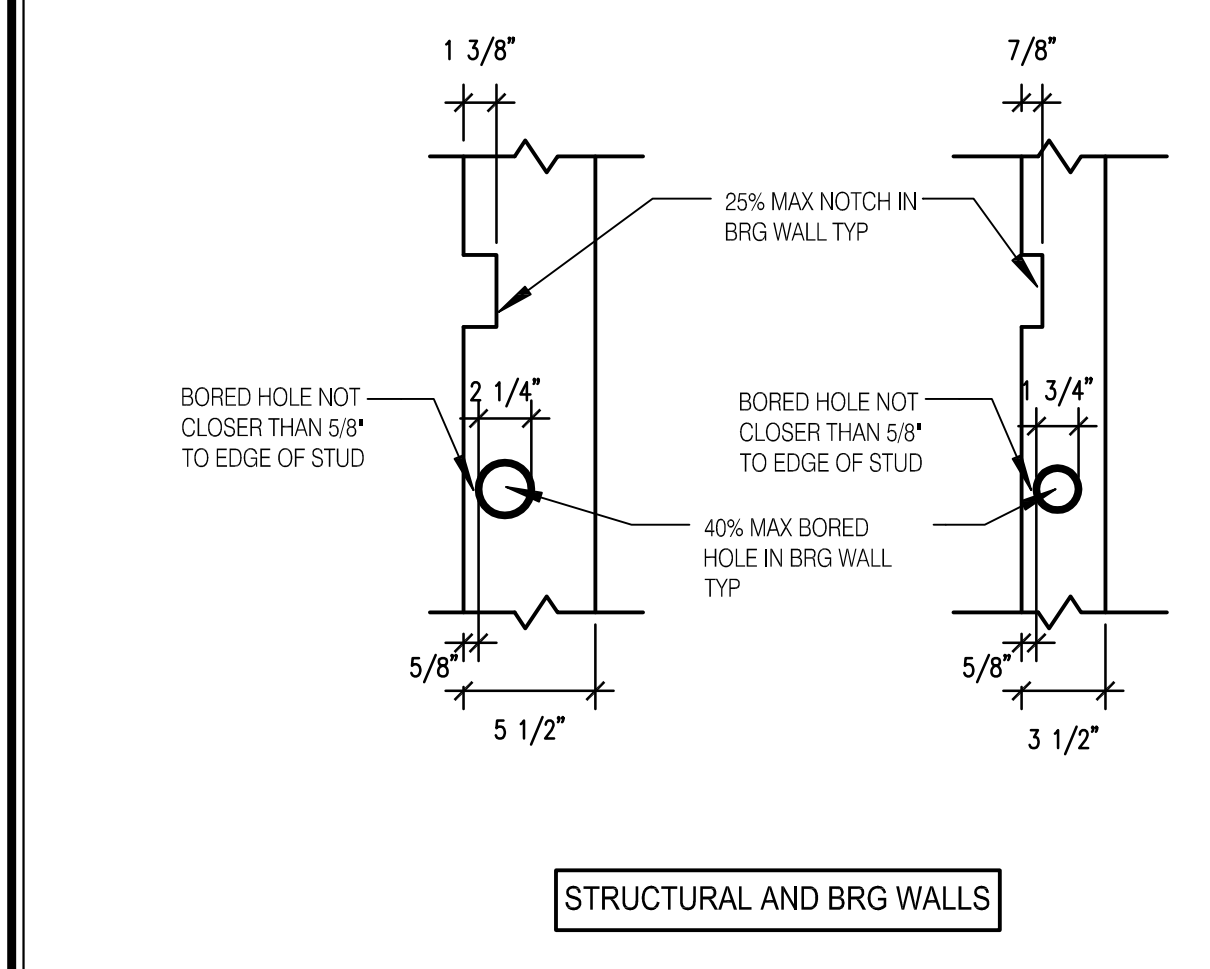 1 3/8”
7/8”
25% MAX NOTCH IN
BRG WALL TYP
BORED HOLE NOT
CLOSER THAN 5/8"
TO EDGE OF STUD
2 1/4”
BORED HOLE NOT
CLOSER THAN 5/8"
TO EDGE OF STUD
1 3/4”
40% MAX BORED
HOLE IN BRG WALL
TYP
5/8”
5 1/2”
5/8”
3 1/2”
STRUCTURAL AND BRG WALLS